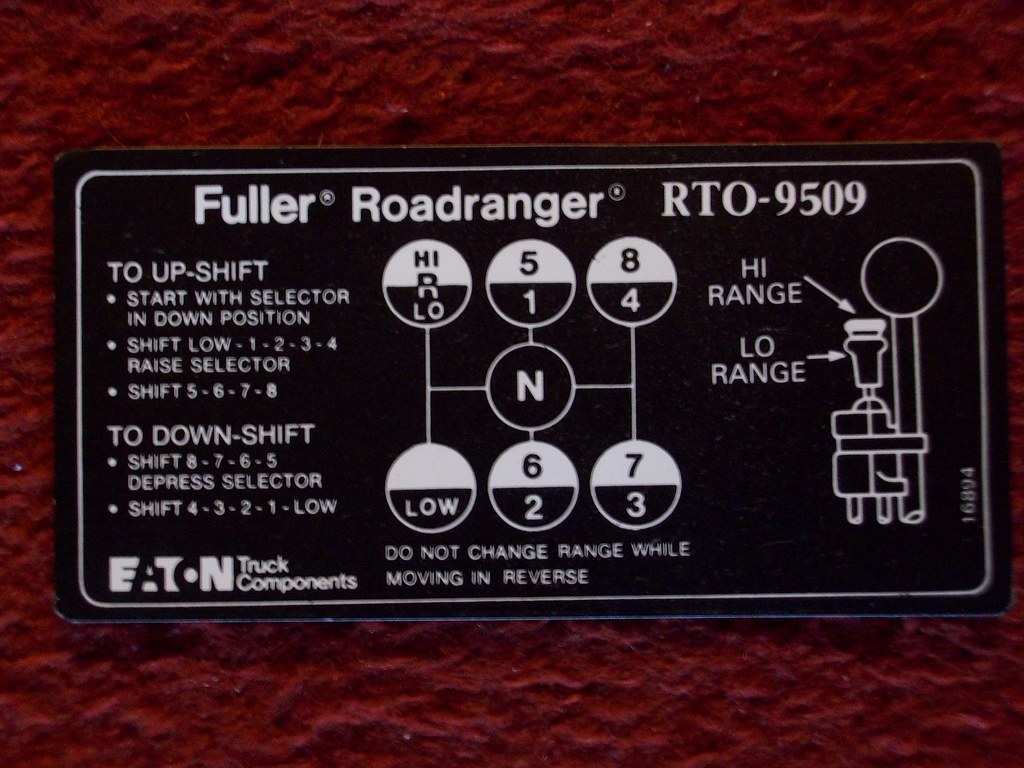 Fuller® Roadranger® RTO-9509
TO UP-SHIFT
• START WITH SELECTOR
IN DOWN POSITION
• SHIFT LOW - 1 - 2 - 3 - 4
RAISE SELECTOR
• SHIFT 5 - 6 - 7 - 8
TO DOWN-SHIFT
• SHIFT 8 - 7 - 6 - 5
DEPRESS SELECTOR
• SHIFT 4 - 3 - 2 - 1 - LOW
EATON Truck
Components
HI
R
LO
5
1
8
4
N
LOW
6
2
7
3
DO NOT CHANGE RANGE WHILE
MOVING IN REVERSE
HI
RANGE
LO
RANGE
16894